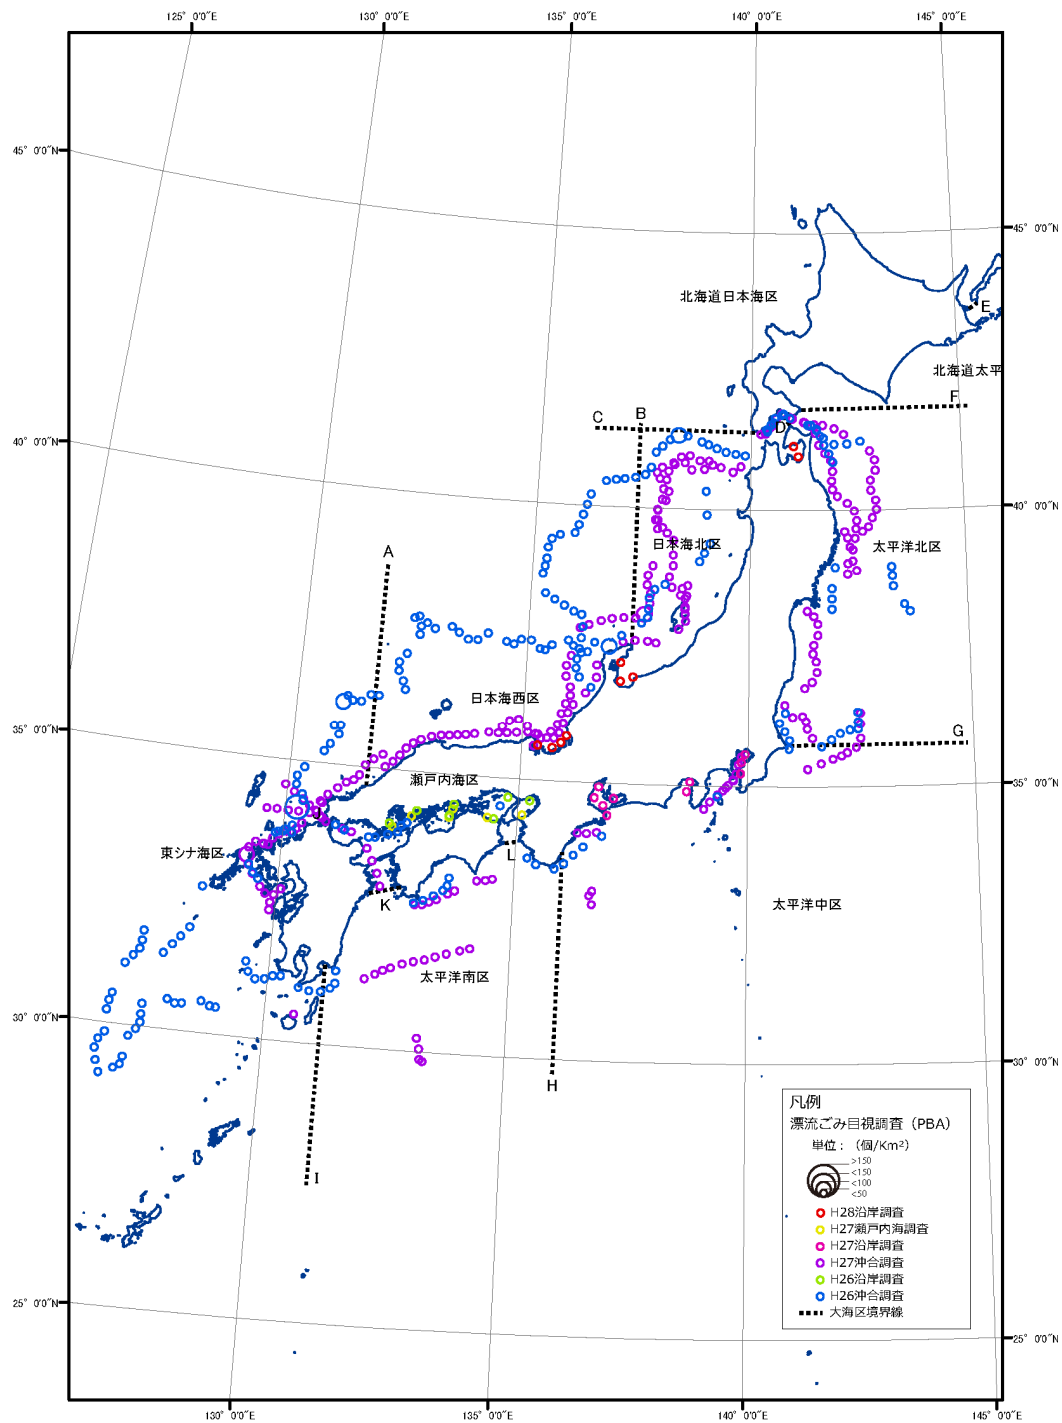 125° 0'0"E
130° 0'0"E
135° 0'0"E
140° 0'0"E
145° 0'0"E
45° 0'0"N
45° 0'0"N
北海道日本海区
E
北海道太平
F
C
B
D
40° 0'0"N
40° 0'0"N
日本海北区
太平洋北区
A
日本海西区
35° 0'0"N
G
35° 0'0"N
瀬戸内海区
J
東シナ海区
L
K
太平洋中区
太平洋南区
30° 0'0"N
30° 0'0"N
H
I
凡例
漂流ごみ目視調査（PBA）
単位：（個/Km²）
>150
<150
<100
<50
H28沿岸調査
H27瀬戸内海調査
H27沿岸調査
H27沖合調査
H26沿岸調査
H26沖合調査
大海区境界線
25° 0'0"N
25° 0'0"N
130° 0'0"E
135° 0'0"E
140° 0'0"E
145° 0'0"E